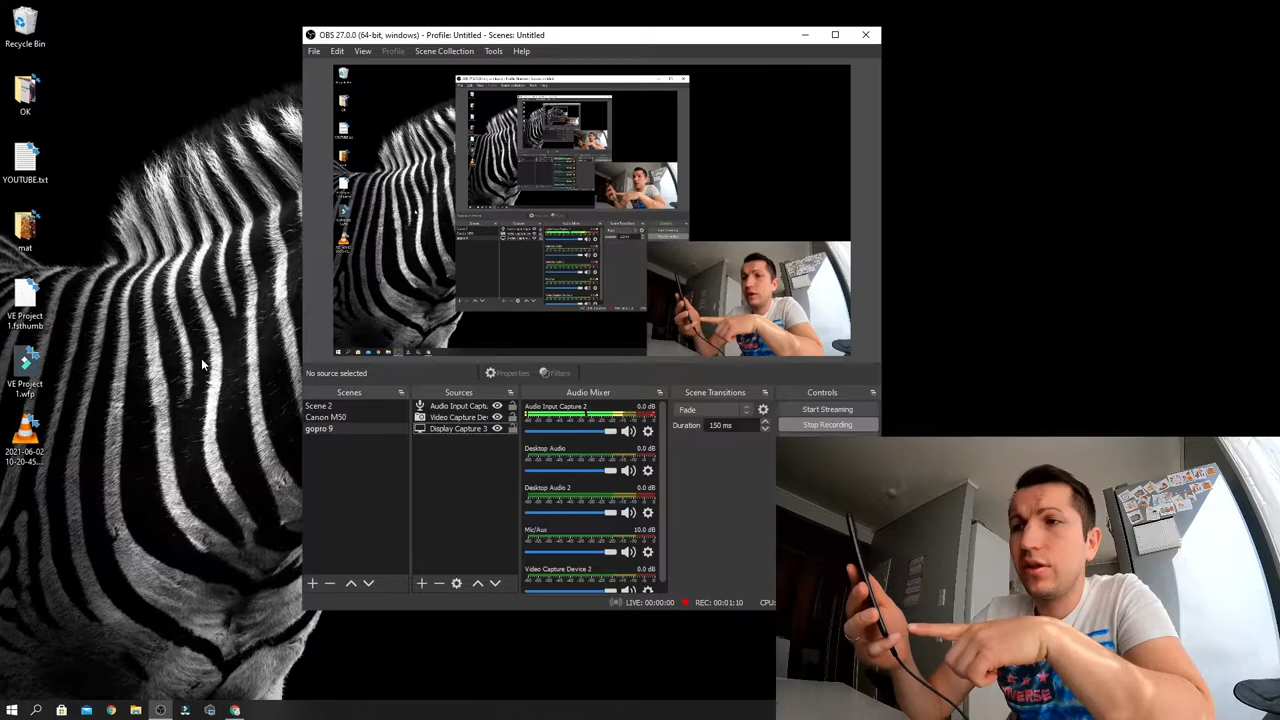 Recycle Bin
OK
YOUTUBE.txt
mat
VE Project
1.fsthumb
VE Project
1.wfp
2021-06-02
10-20-45....
OBS 27.0.0 (64-bit, windows) - Profile: Untitled - Scenes: Untitled
File Edit View Profile Scene Collection Tools Help
No source selected
Properties Filters
Scenes
Scene 2
Canon M50
gopro 9
Sources
Audio Input Captu
Video Capture De
Display Capture 3
Audio Mixer
Audio Input Capture 2 0.0 dB
Desktop Audio 0.0 dB
Desktop Audio 2 0.0 dB
Mic/Aux 10.0 dB
Video Capture Device 2 0.0 dB
Scene Transitions
Fade
Duration 150 ms
Controls
Start Streaming
Stop Recording
LIVE: 00:00:00 REC: 00:01:10 CPU: